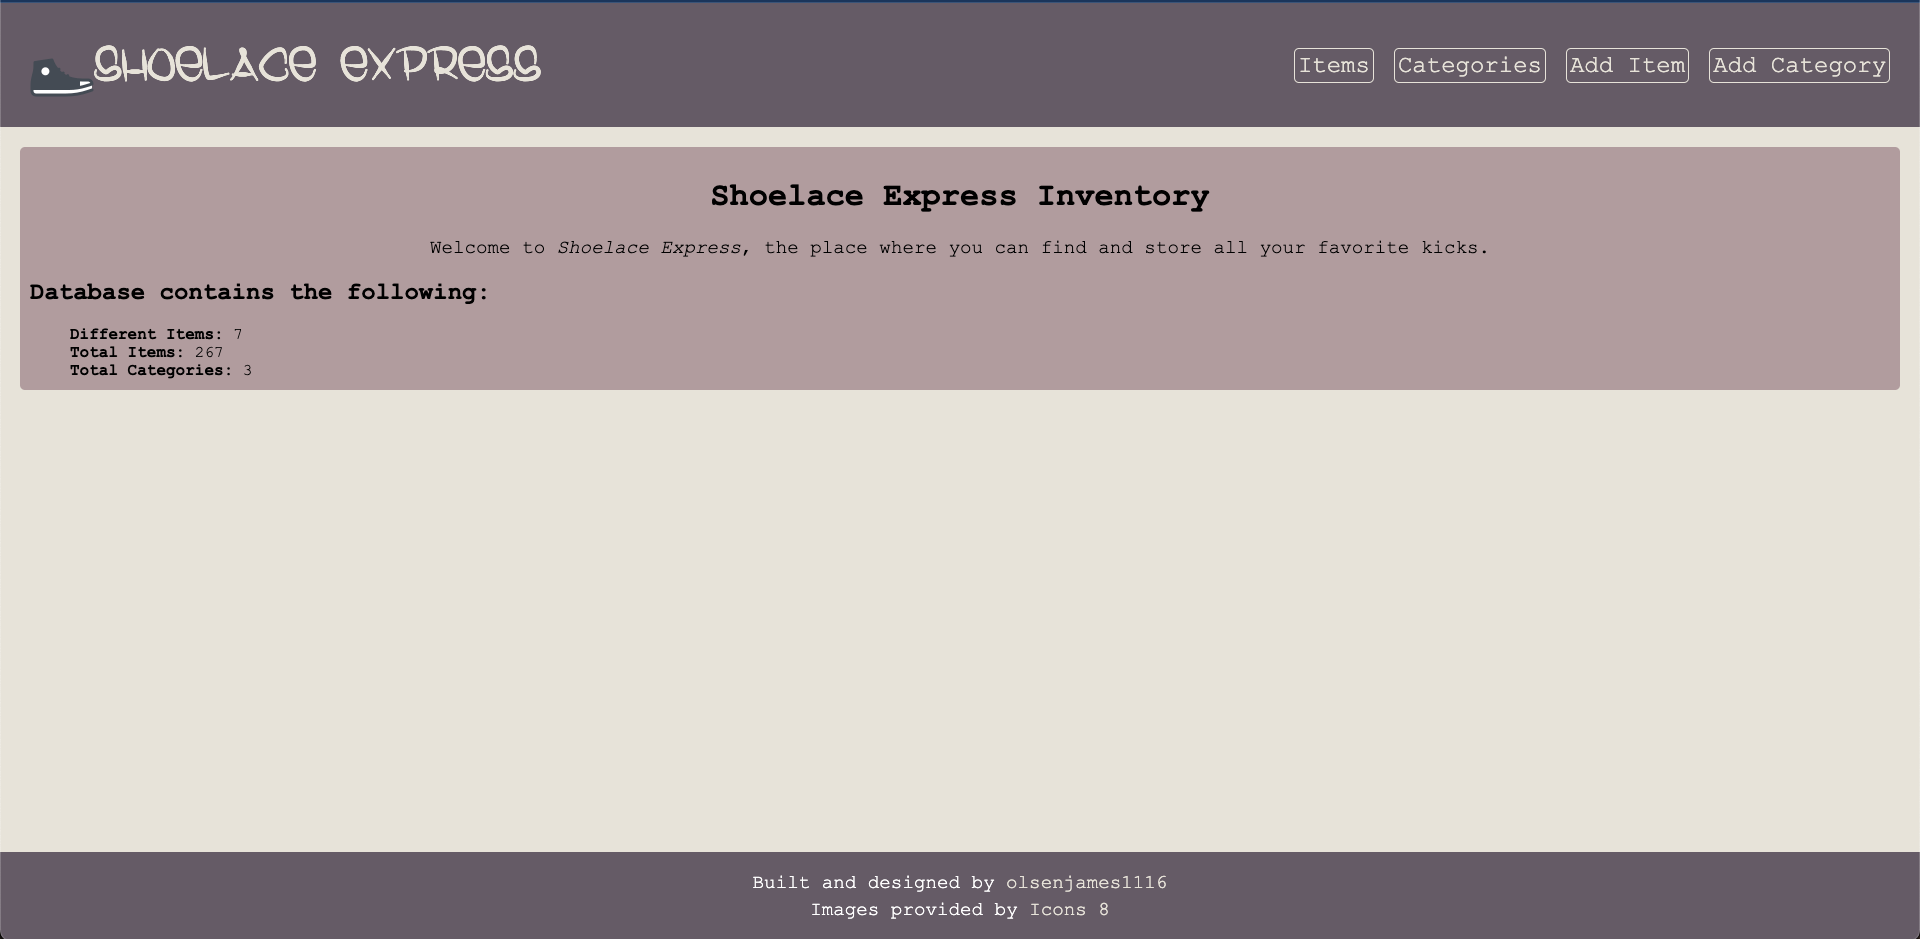 SHOELACE EXPRESS
Items Categories Add Item Add Category
Shoelace Express Inventory
Welcome to Shoelace Express, the place where you can find and store all your favorite kicks.
Database contains the following:
Different Items: 7
Total Items: 267
Total Categories: 3
Built and designed by olsenjames1116
Images provided by Icons 8